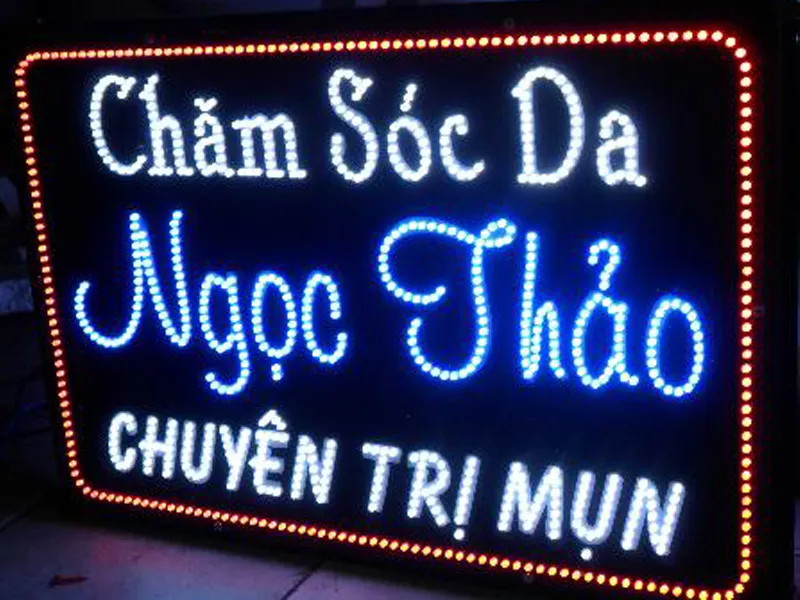 Chăm Sóc Da
Ngọc Thảo
CHUYÊN TRỊ MỤN